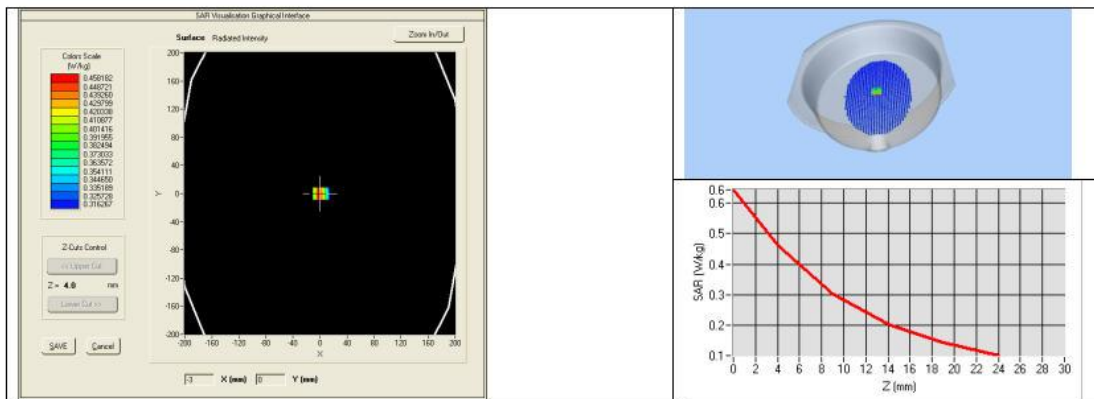 SAR Visualisation Graphical Interface
Surface Radiated Intensity
Zoom In/Out
Colors Scale
(W/kg)
0.458182
0.448721
0.439260
0.429799
0.420338
0.410877
0.401416
0.391955
0.382494
0.373033
0.363572
0.354111
0.344650
0.335189
0.325728
0.316267
Z-Cuts Control
<< Upper Cut
Z = 4.0 mm
Lower Cut >>
SAVE Cancel
200
160
120
80
40
0
-40
-80
-120
-160
-200
Y
-200 -160 -120 -80 -40 0 40 80 120 160 200
X
-3 X (mm) 0 Y (mm)
0.6
0.6
0.5
0.4
0.3
0.2
0.1
SAR (W/kg)
0 2 4 6 8 10 12 14 16 18 20 22 24 26 28 30
Z (mm)